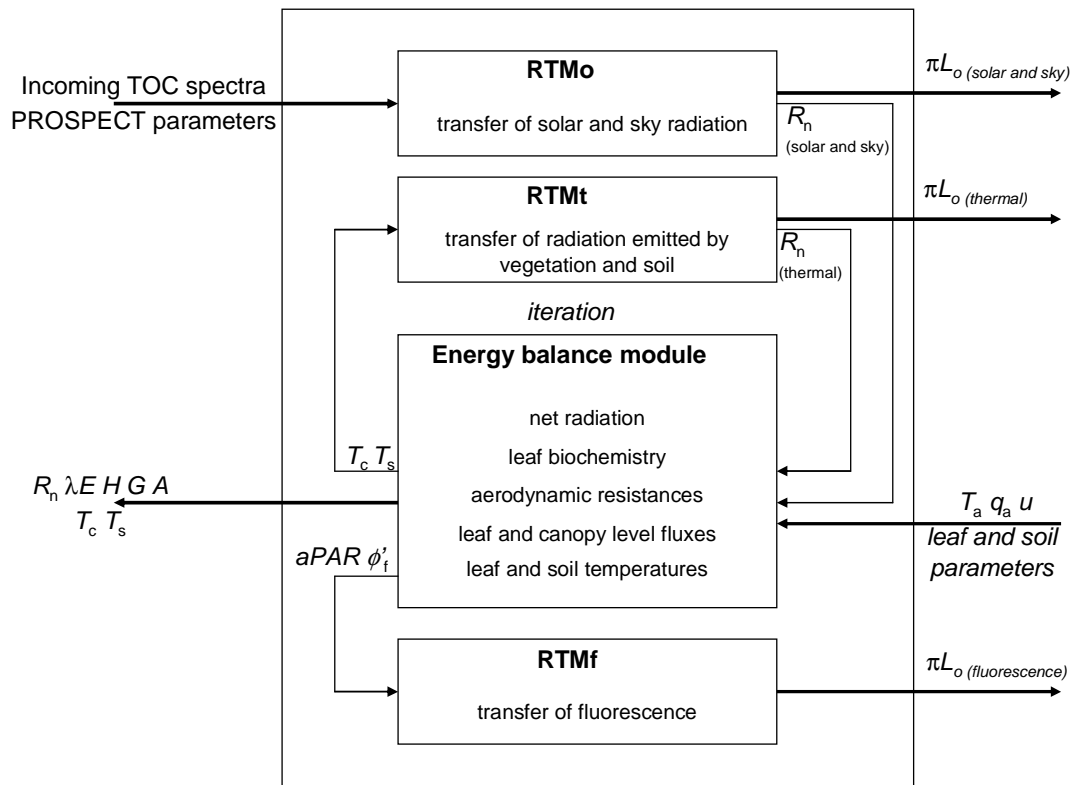 Incoming TOC spectra
PROSPECT parameters
RTMo
transfer of solar and sky radiation
πLo (solar and sky)
Rn
(solar and sky)
RTMt
transfer of radiation emitted by
vegetation and soil
πLo (thermal)
Rn
(thermal)
iteration
Energy balance module
net radiation
leaf biochemistry
aerodynamic resistances
leaf and canopy level fluxes
leaf and soil temperatures
Tc Ts
Rn λE H G A
Tc Ts
aPAR ϕ'f
Ta qa u
leaf and soil
parameters
RTMf
transfer of fluorescence
πLo (fluorescence)